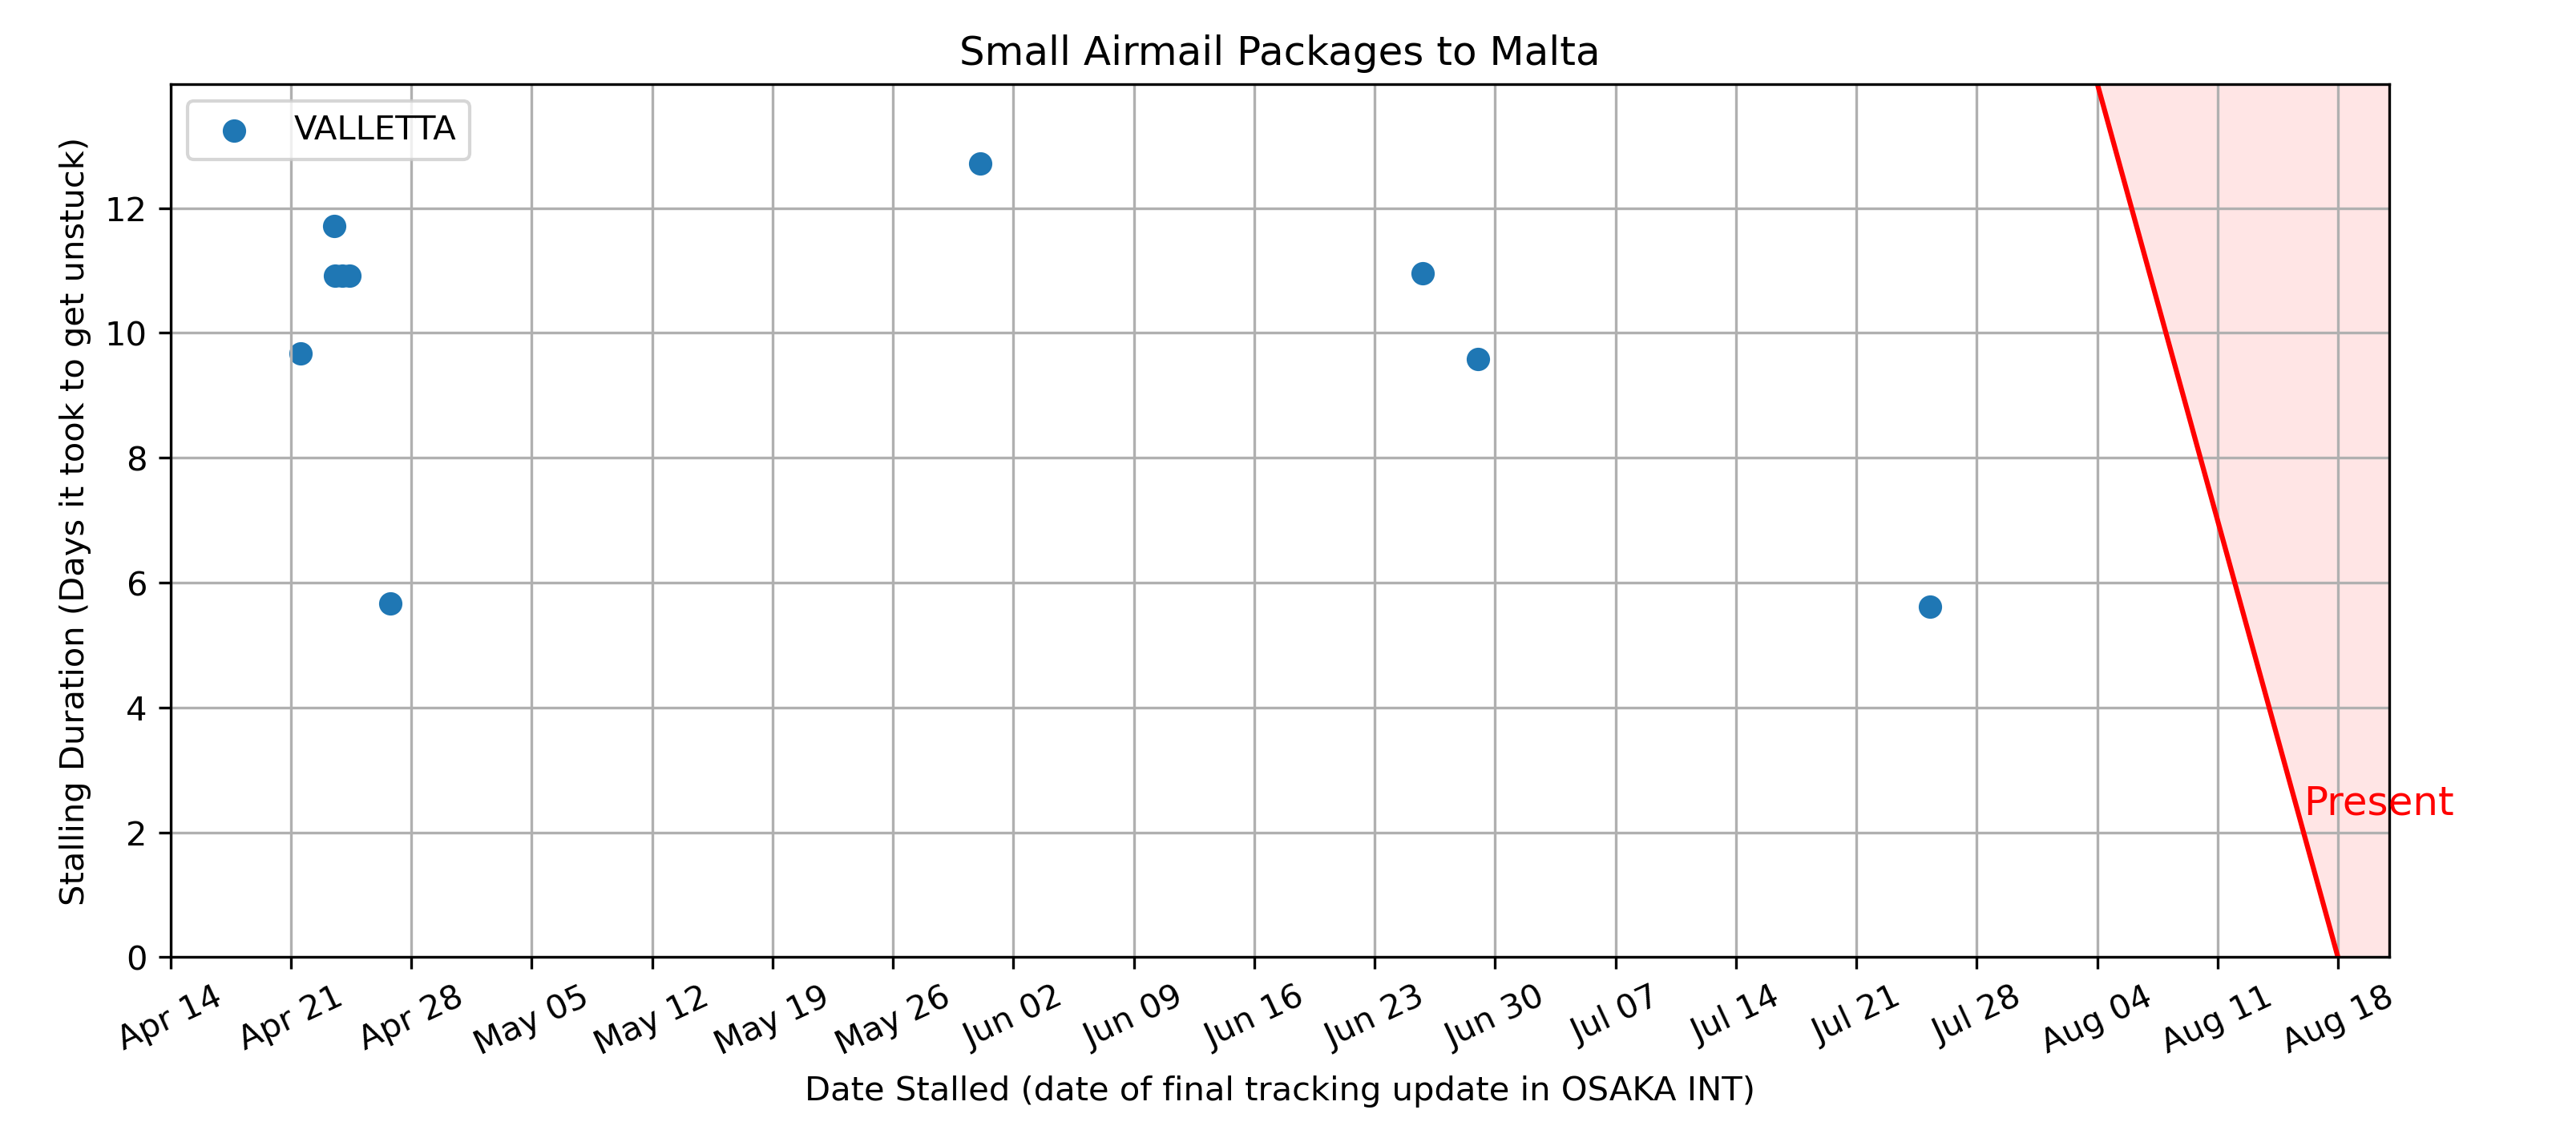 Small Airmail Packages to Malta
VALLETTA
Stalling Duration (Days it took to get unstuck)
12
10
8
6
4
2
0
Present
Apr 14
Apr 21
Apr 28
May 05
May 12
May 19
May 26
Jun 02
Jun 09
Jun 16
Jun 23
Jun 30
Jul 07
Jul 14
Jul 21
Jul 28
Aug 04
Aug 11
Aug 18
Date Stalled (date of final tracking update in OSAKA INT)